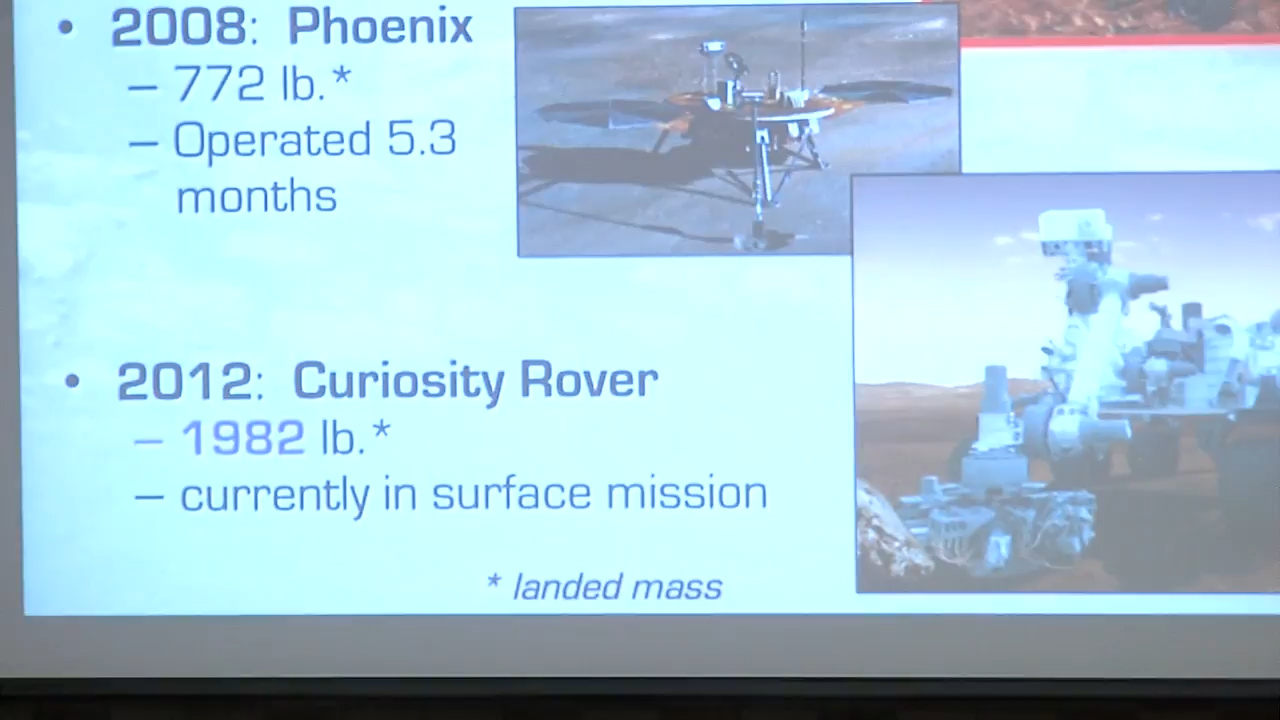 • 2008: Phoenix
– 772 lb.*
– Operated 5.3
months
• 2012: Curiosity Rover
– 1982 lb.*
– currently in surface mission
* landed mass